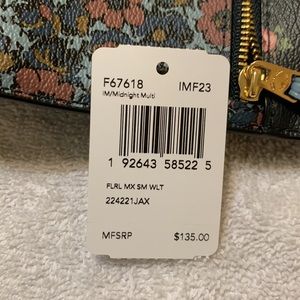 F67618 IMF23
IM/Midnight Multi
1 92643 58522 5
FLRL MX SM WLT
224221JAX
MFSRP $135.00